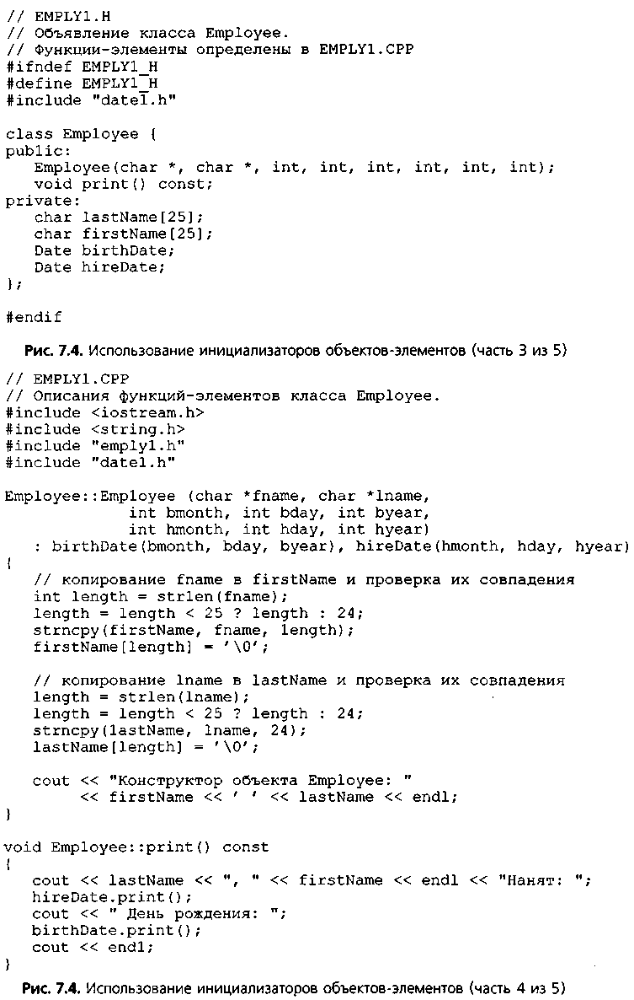 // EMPLY1.H
// Объявление класса Employee.
// Функции-элементы определены в EMPLY1.CPP
#ifndef EMPLY1_H
#define EMPLY1_H
#include "date1.h"

class Employee {
public:
   Employee(char *, char *, int, int, int, int, int, int);
   void print() const;
private:
   char lastName[25];
   char firstName[25];
   Date birthDate;
   Date hireDate;
};

#endif

Рис. 7.4. Использование инициализаторов объектов-элементов (часть 3 из 5)
// EMPLY1.CPP
// Описания функций-элементов класса Employee.
#include <iostream.h>
#include <string.h>
#include "emply1.h"
#include "date1.h"

Employee::Employee (char *fname, char *lname,
             int bmonth, int bday, int byear,
             int hmonth, int hday, int hyear)
   : birthDate(bmonth, bday, byear), hireDate(hmonth, hday, hyear)
{
   // копирование fname в firstName и проверка их совпадения
   int length = strlen(fname);
   length = length < 25 ? length : 24;
   strncpy(firstName, fname, length);
   firstName[length] = '\0';

   // копирование lname в lastName и проверка их совпадения
   length = strlen(lname);
   length = length < 25 ? length : 24;
   strncpy(lastName, lname, 24);
   lastName[length] = '\0';

   cout << "Конструктор объекта Employee: "
        << firstName << ' ' << lastName << endl;
}

void Employee::print() const
{
   cout << lastName << ", " << firstName << endl << "Нанят: ";
   hireDate.print();
   cout << " День рождения: ";
   birthDate.print();
   cout << endl;
}
Рис. 7.4. Использование инициализаторов объектов-элементов (часть 4 из 5)